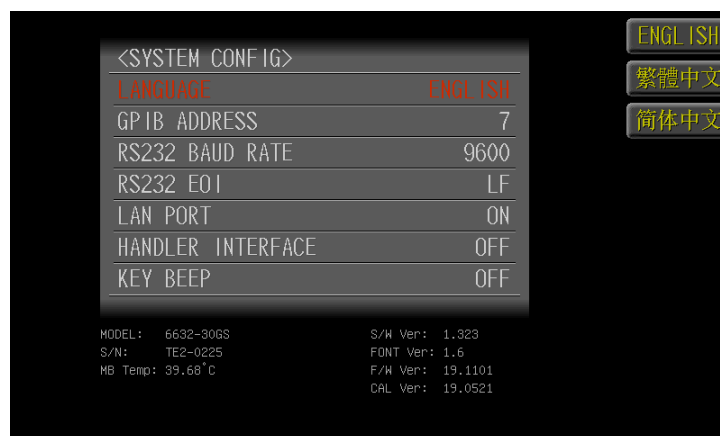 <SYSTEM CONFIG>
LANGUAGE ENGLISH
GPIB ADDRESS 7
RS232 BAUD RATE 9600
RS232 EOI LF
LAN PORT ON
HANDLER INTERFACE OFF
KEY BEEP OFF
ENGLISH
繁體中文
简体中文
MODEL: 6632-30GS S/W Ver: 1.323
S/N: TE2-0225 FONT Ver: 1.6
MB Temp: 39.68°C F/W Ver: 19.1101
CAL Ver: 19.0521